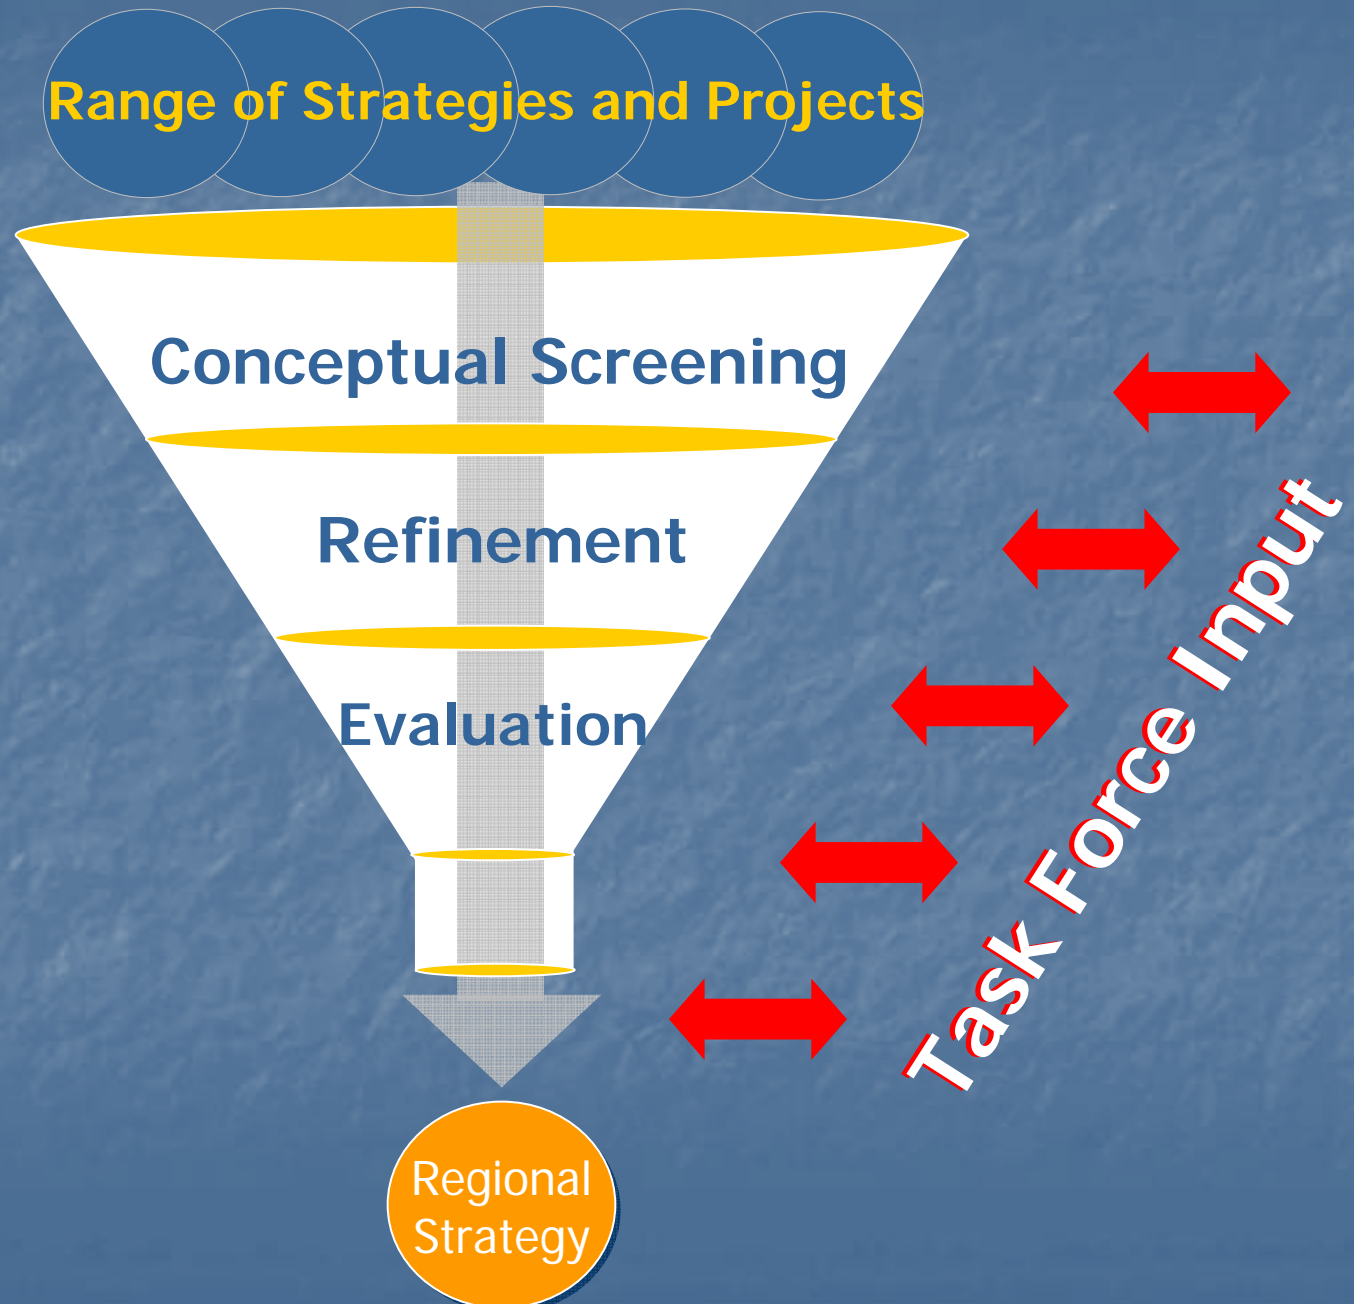 Range of Strategies and Projects
Conceptual Screening
Refinement
Evaluation
Task Force Input
Regional
Strategy